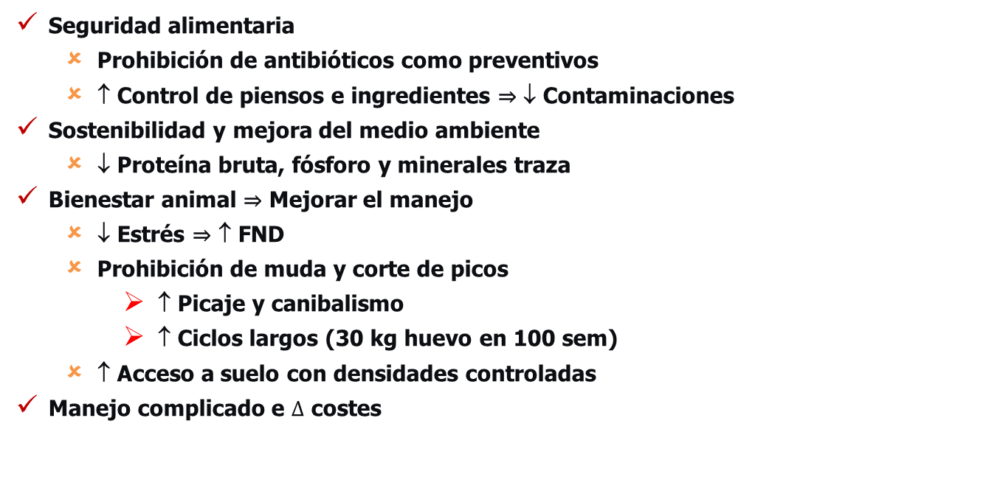 ✓ Seguridad alimentaria
✕ Prohibición de antibióticos como preventivos
✕ ↑ Control de piensos e ingredientes ⇒ ↓ Contaminaciones
✓ Sostenibilidad y mejora del medio ambiente
✕ ↓ Proteína bruta, fósforo y minerales traza
✓ Bienestar animal ⇒ Mejorar el manejo
✕ ↓ Estrés ⇒ ↑ FND
✕ Prohibición de muda y corte de picos
➢ ↑ Picaje y canibalismo
➢ ↑ Ciclos largos (30 kg huevo en 100 sem)
✕ ↑ Acceso a suelo con densidades controladas
✓ Manejo complicado e Δ costes